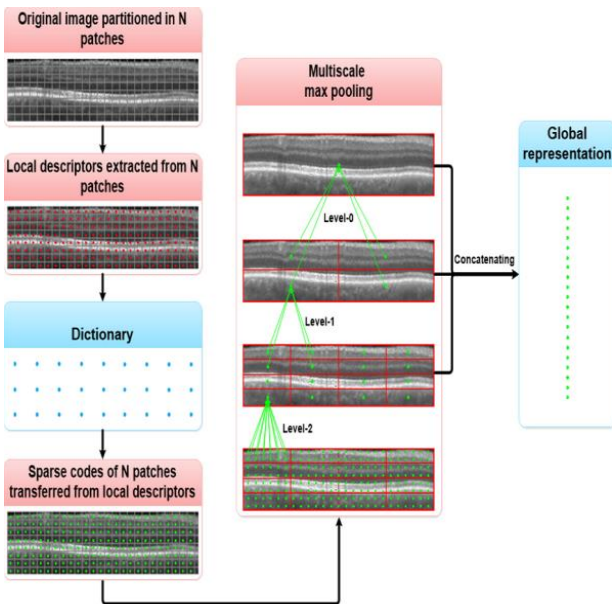 Original image partitioned in N
patches
Local descriptors extracted from N
patches
Dictionary
Sparse codes of N patches
transferred from local descriptors
Multiscale
max pooling
Level-0
Level-1
Level-2
Concatenating
Global
representation